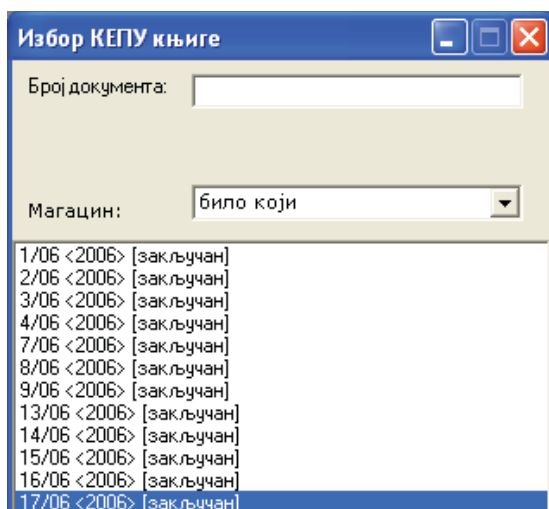 Избор КЕПУ књиге
Број документа:
Магацин: било који
1/06 <2006> [закључан]
2/06 <2006> [закључан]
3/06 <2006> [закључан]
4/06 <2006> [закључан]
7/06 <2006> [закључан]
8/06 <2006> [закључан]
9/06 <2006> [закључан]
13/06 <2006> [закључан]
14/06 <2006> [закључан]
15/06 <2006> [закључан]
16/06 <2006> [закључан]
17/06 <2006> [закључан]